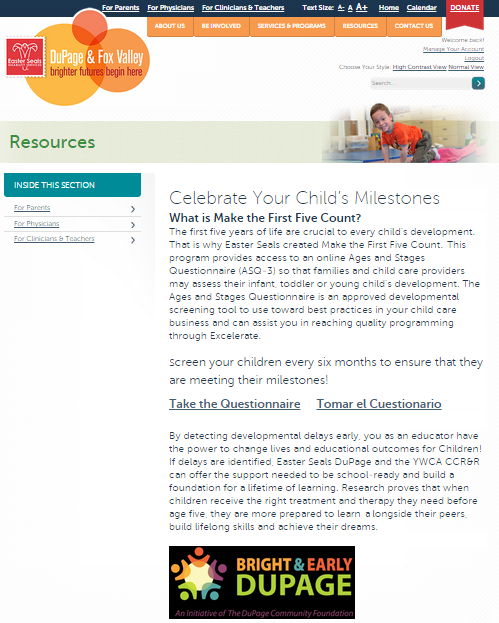 For Parents For Physicians For Clinicians & Teachers Text Size: A- A A+ Home Calendar DONATE
ABOUT US BE INVOLVED SERVICES & PROGRAMS RESOURCES CONTACT US
Easter Seals
DuPage & Fox Valley
brighter futures begin here
Welcome back!
Manage Your Account
Logout
Choose Your Style: High Contrast View Normal View
Search...
Resources
INSIDE THIS SECTION
For Parents
For Physicians
For Clinicians & Teachers
Celebrate Your Child's Milestones
What is Make the First Five Count?
The first five years of life are crucial to every child's development.
That is why Easter Seals created Make the First Five Count. This
program provides access to an online Ages and Stages
Questionnaire (ASQ-3) so that families and child care providers
may assess their infant, toddler or young child's development. The
Ages and Stages Questionnaire is an approved developmental
screening tool to use toward best practices in your child care
business and can assist you in reaching quality programming
through Excelerate.
Screen your children every six months to ensure that they
are meeting their milestones!
Take the Questionnaire Tomar el Cuestionario
By detecting developmental delays early, you as an educator have
the power to change lives and educational outcomes for Children!
If delays are identified, Easter Seals DuPage and the YWCA CCR&R
can offer the support needed to be school-ready and build a
foundation for a lifetime of learning. Research proves that when
children receive the right treatment and therapy they need before
age five, they are more prepared to learn alongside their peers,
build lifelong skills and achieve their dreams.
BRIGHT & EARLY
DUPAGE
An Initiative of The DuPage Community Foundation